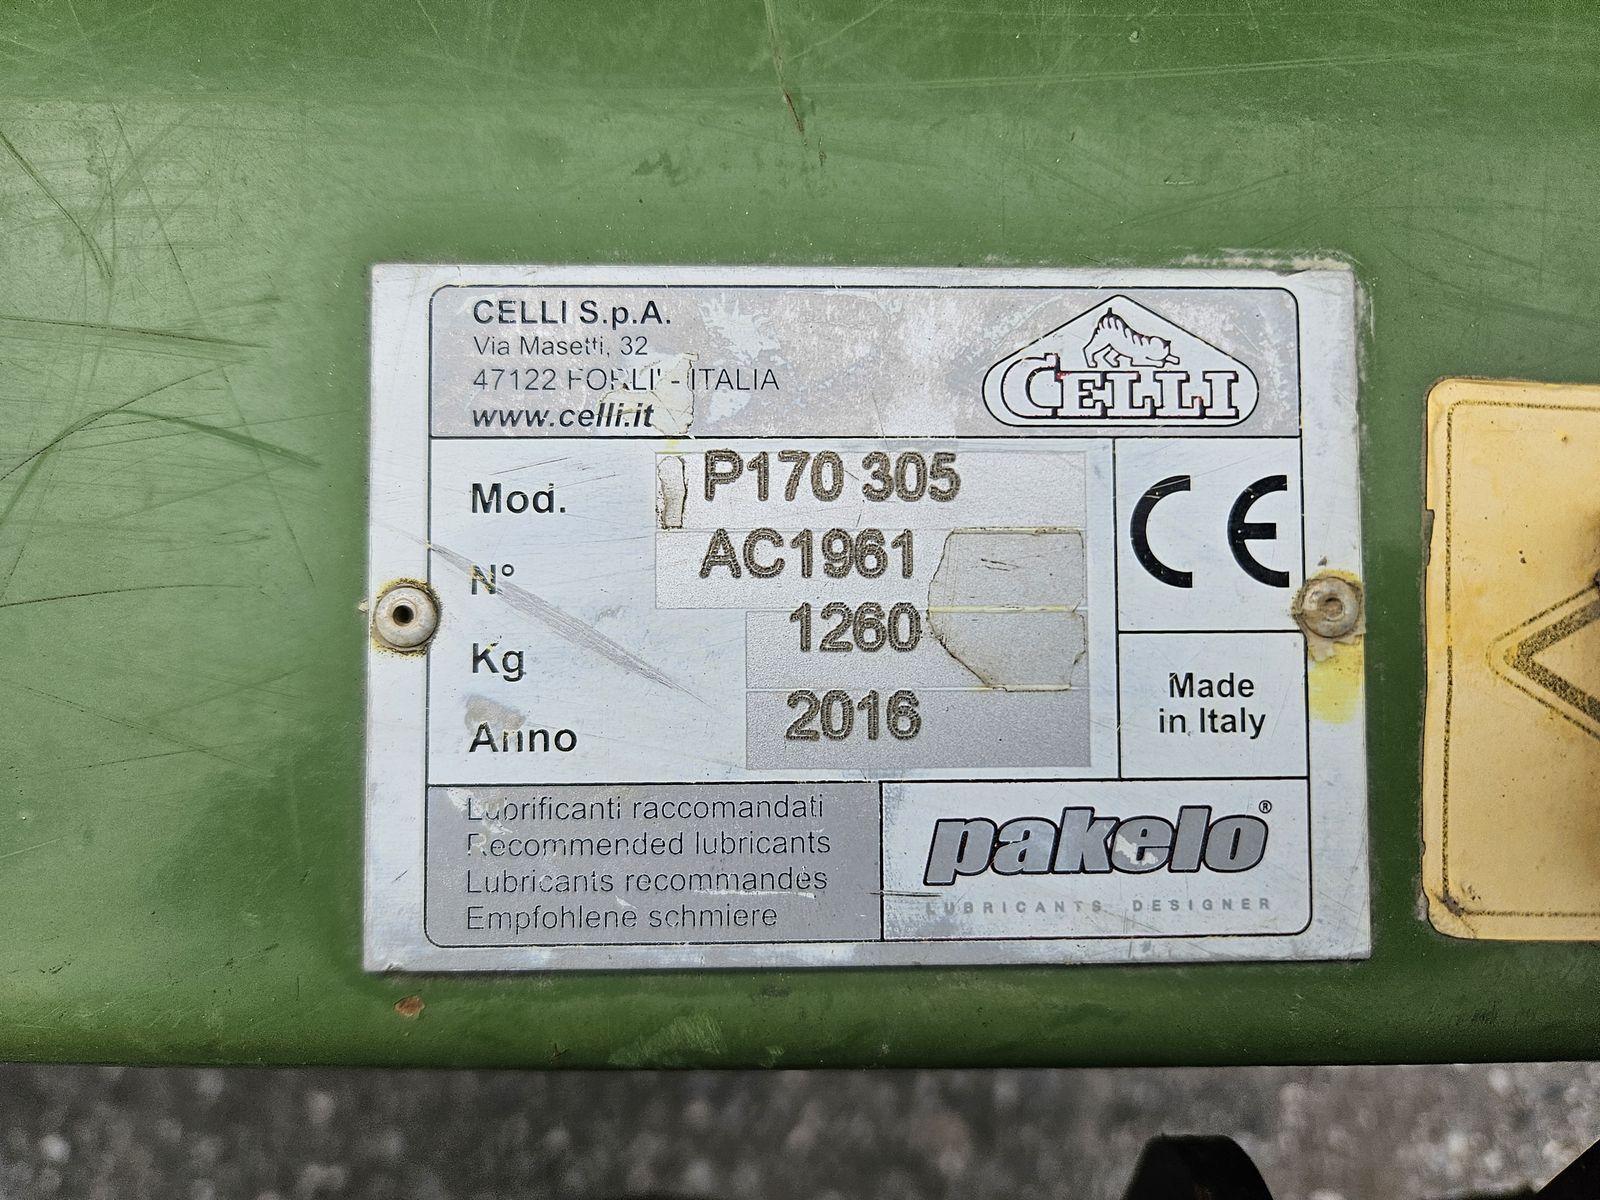 CELLI S.p.A.
Via Masetti, 32
47122 FORLI' - ITALIA
www.celli.it
CELLI
Mod. P170 305
N° AC1961
Kg 1260
Anno 2016
CE
Made
in Italy
Lubrificanti raccomandati
Recommended lubricants
Lubricants recommandés
Empfohlene schmiere
pakelo®
LUBRICANTS DESIGNER